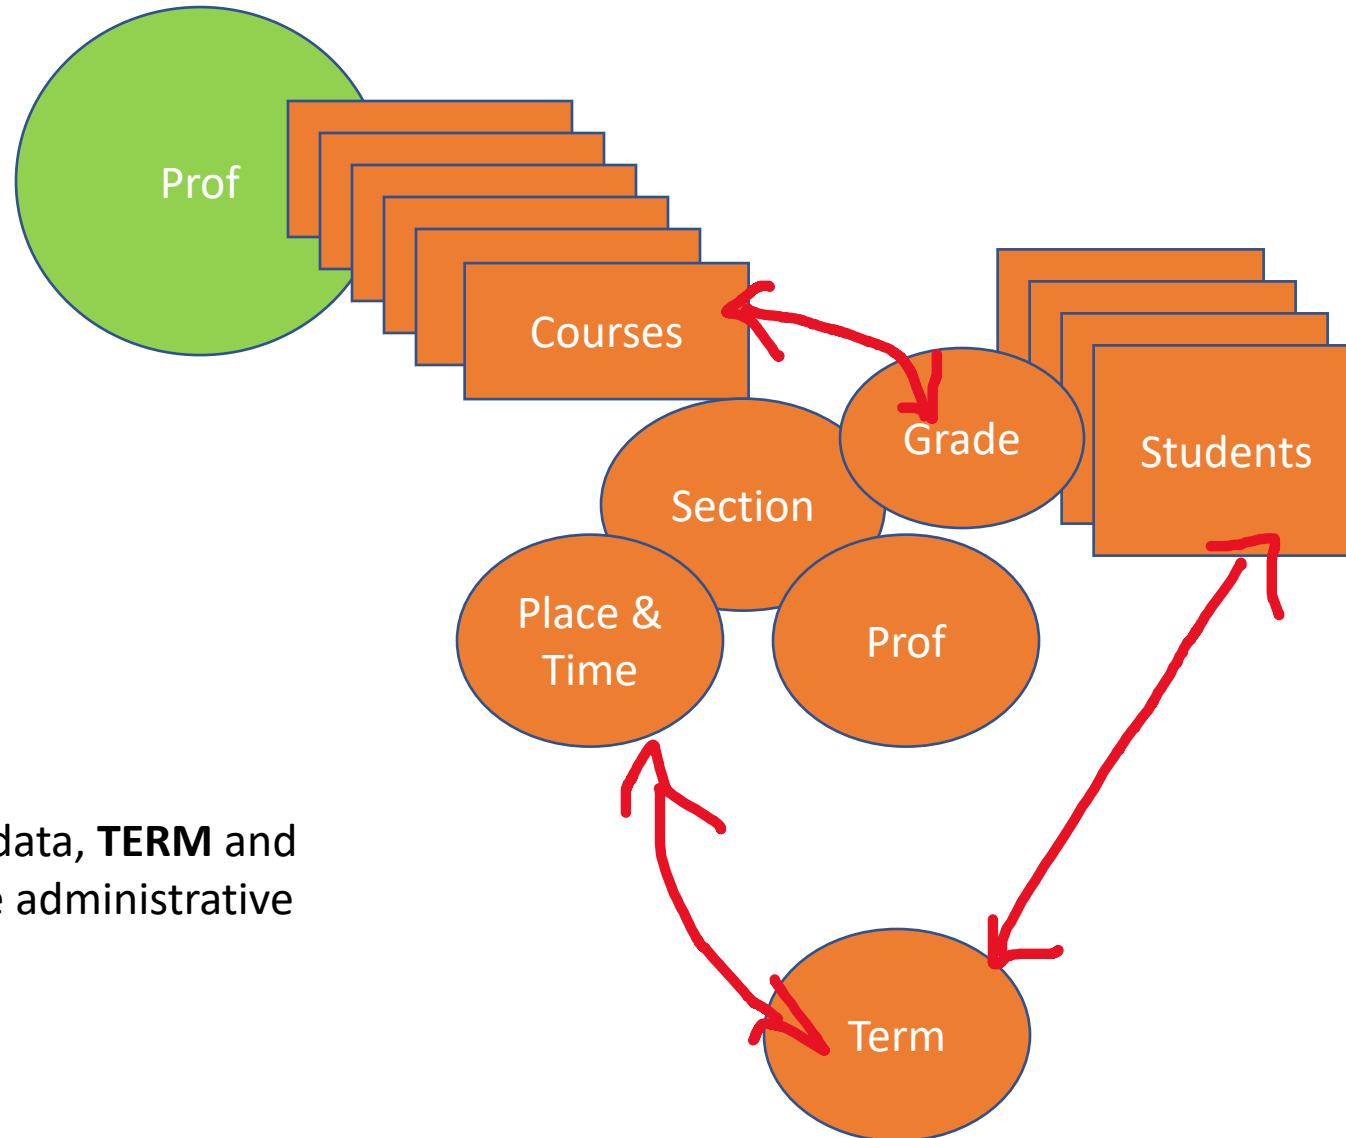 Prof
Courses
Grade
Students
Section
Place &
Time
Prof
data, TERM and
administrative
Term